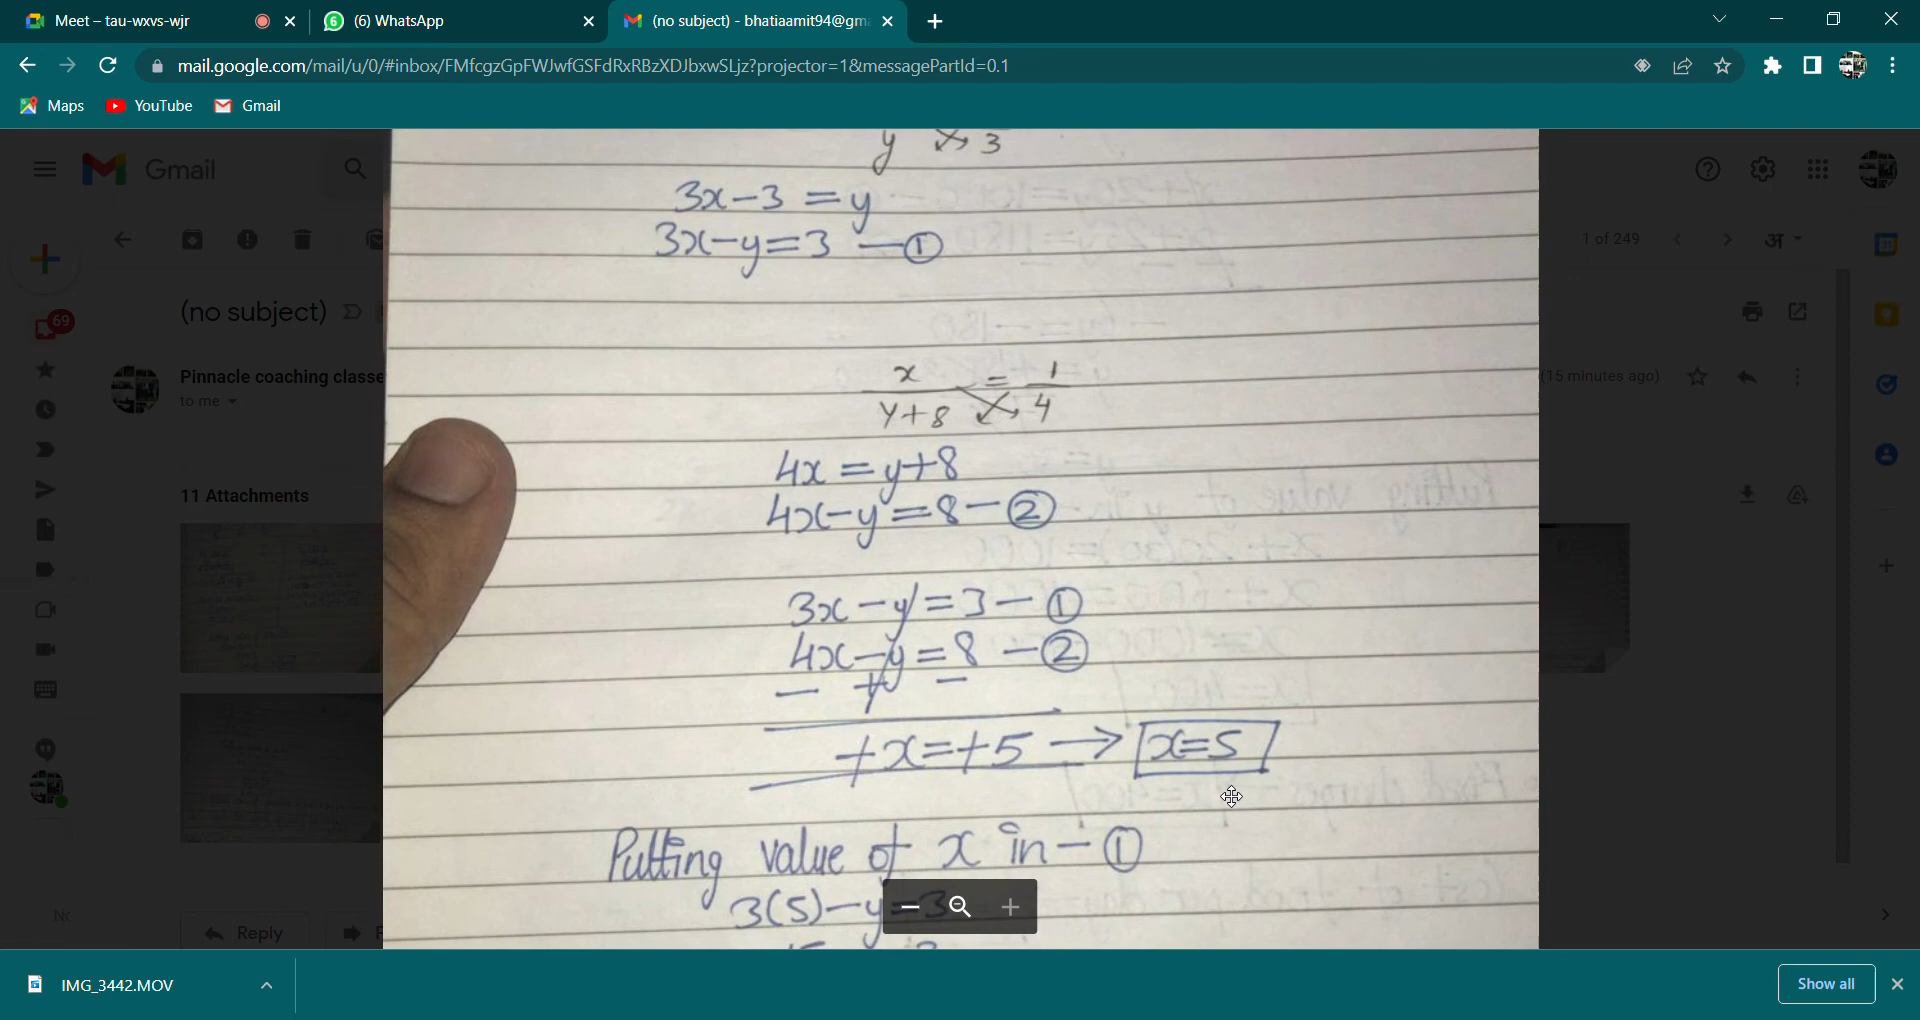 Meet – tau-wxvs-wjr
(6) WhatsApp
(no subject) - bhatiaamit94@gm
mail.google.com/mail/u/0/#inbox/FMfcgzGpFWJwfGSFdRxRBzXDJbxwSLjz?projector=1&messagePartId=0.1
Maps
YouTube
Gmail
Gmail
1 of 249
अ
69
(no subject)
Pinnacle coaching classe
(15 minutes ago)
to me
11 Attachments
Reply
y 3
3x-3 = y
3x-y=3 —①
x = 1
y+8 4
4x = y+8
4x-y=8-②
3x-y=3-①
4x-y=8-②
- + -
+x=+5 → x=5
Putting value of x in-①
3(5)-y=3
IMG_3442.MOV
Show all